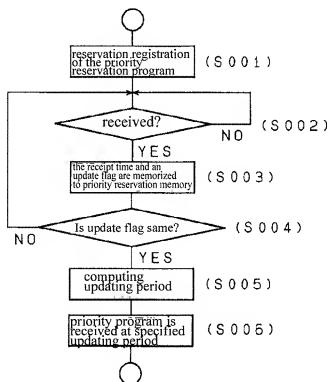 reservation registration
of the priority
reservation program
(S001)
received?
NO
(S002)
YES
the receipt time and an
update flag are memorized
to priority reservation memory
(S003)
Is update flag same?
(S004)
NO
YES
computing
updating period
(S005)
priority program is
received at specified
updating period
(S006)